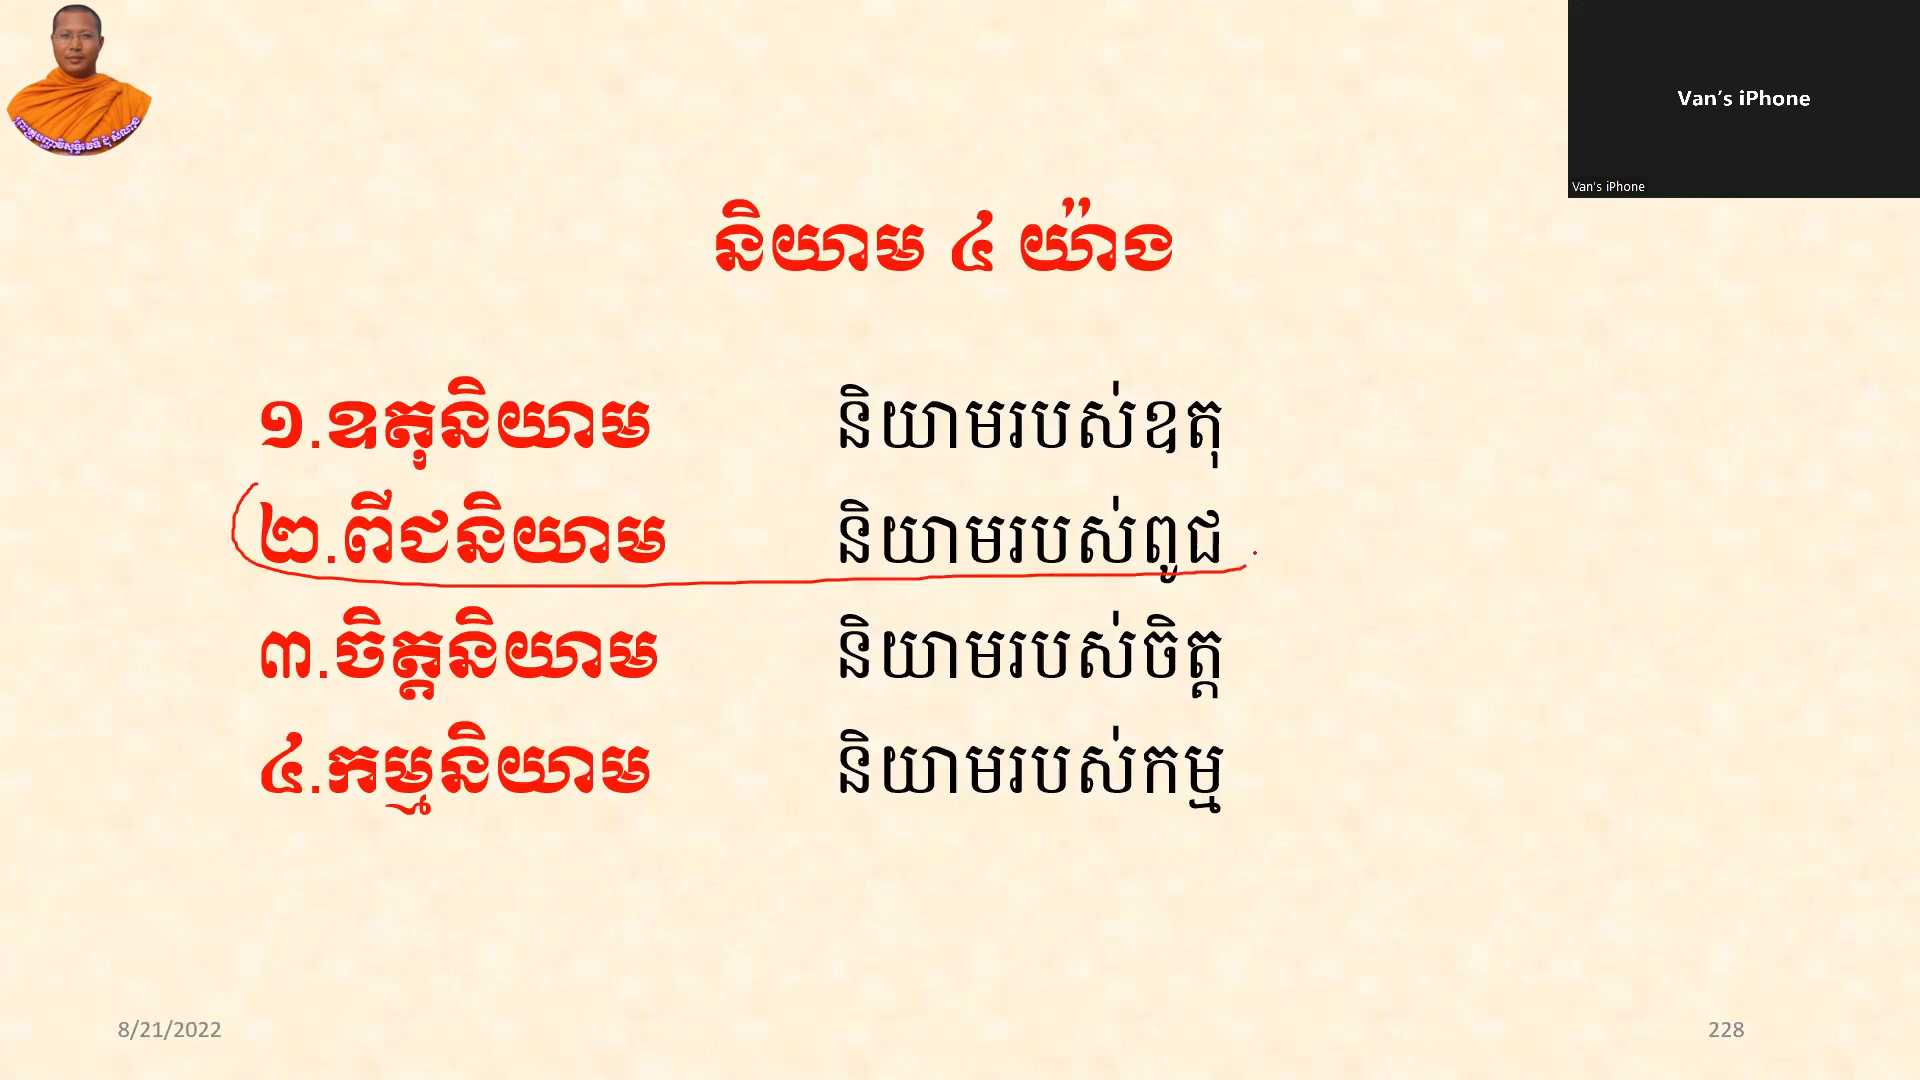 Van's iPhone
Van's iPhone
និយាម ៤ យ៉ាង
១.ឧតុនិយាម និយាមរបស់ឧតុ
២.ពីជនិយាម និយាមរបស់ពូជ
៣.ចិត្តនិយាម និយាមរបស់ចិត្ត
៤.កម្មនិយាម និយាមរបស់កម្ម
8/21/2022 228